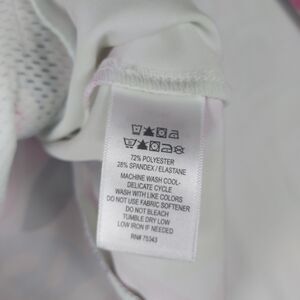 72% POLYESTER
28% SPANDEX / ELASTANE
MACHINE WASH COOL-
DELICATE CYCLE
WASH WITH LIKE COLORS
DO NOT USE FABRIC SOFTENER
DO NOT BLEACH
TUMBLE DRY LOW
LOW IRON IF NEEDED
RN# 75343